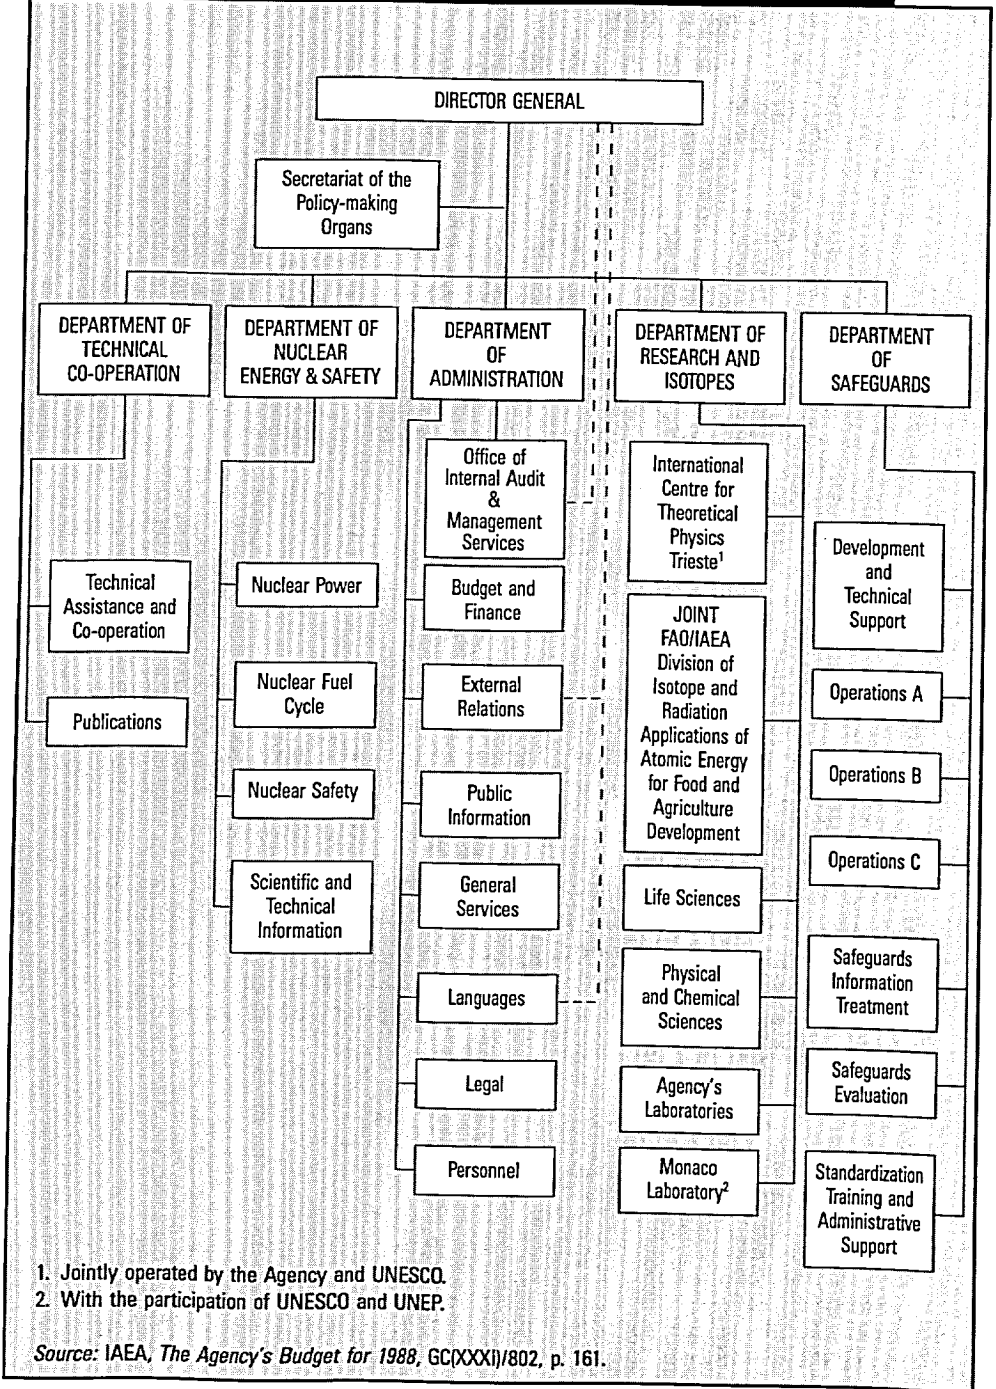 DIRECTOR GENERAL
Secretariat of the
Policy-making
Organs
DEPARTMENT OF
TECHNICAL
CO-OPERATION
DEPARTMENT OF
NUCLEAR
ENERGY & SAFETY
DEPARTMENT
OF
ADMINISTRATION
DEPARTMENT OF
RESEARCH AND
ISOTOPES
DEPARTMENT
OF
SAFEGUARDS
Technical
Assistance and
Co-operation
Publications
Nuclear Power
Nuclear Fuel
Cycle
Nuclear Safety
Scientific and
Technical
Information
Office of
Internal Audit
&
Management
Services
Budget and
Finance
External
Relations
Public
Information
General
Services
Languages
Legal
Personnel
International
Centre for
Theoretical
Physics
Trieste¹
JOINT
FAO/IAEA
Division of
Isotope and
Radiation
Applications of
Atomic Energy
for Food and
Agriculture
Development
Life Sciences
Physical
and Chemical
Sciences
Agency's
Laboratories
Monaco
Laboratory²
Development
and
Technical
Support
Operations A
Operations B
Operations C
Safeguards
Information
Treatment
Safeguards
Evaluation
Standardization
Training and
Administrative
Support
1. Jointly operated by the Agency and UNESCO.
2. With the participation of UNESCO and UNEP.
Source: IAEA, The Agency's Budget for 1988, GC(XXXI)/802, p. 161.